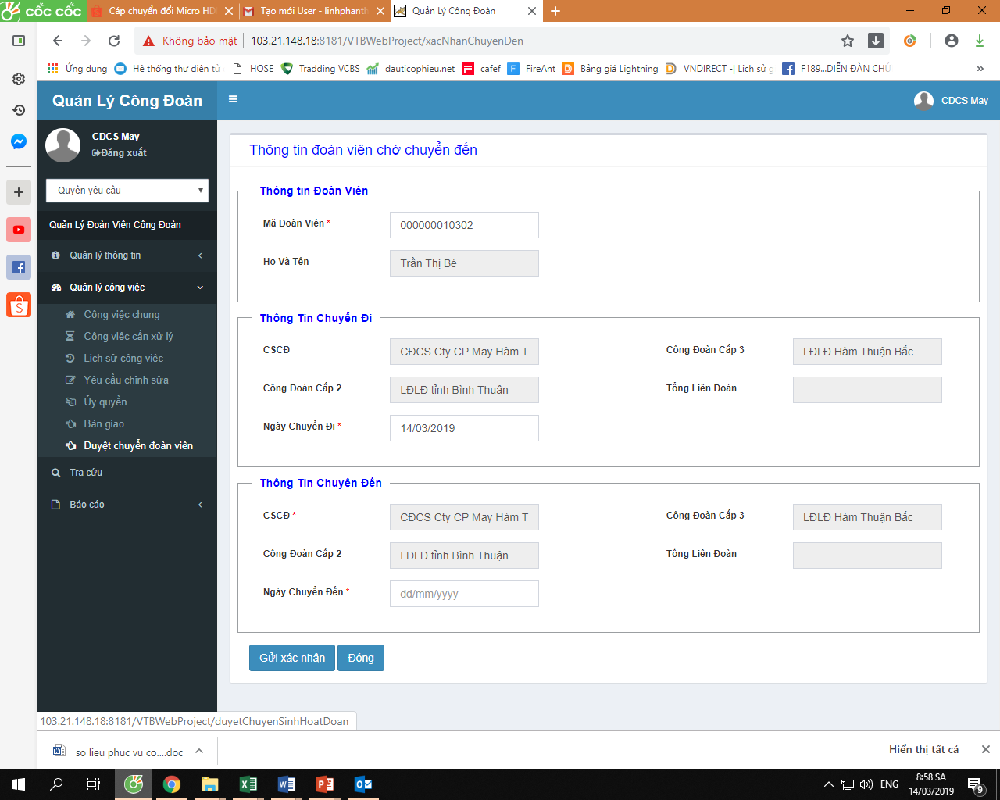 cốc cốc
Cáp chuyển đổi Micro HD
Tạo mới User - linhphanth
Quản Lý Công Đoàn
Không bảo mật
103.21.148.18:8181/VTBWebProject/xacNhanChuyenDen
Ứng dụng
Hệ thống thư điện tử
HOSE
Tradding VCBS
dauticophieu.net
cafef
FireAnt
Bảng giá Lightning
VNDIRECT -| Lịch sử g
F189...DIỄN ĐÀN CHỨ
»
Quản Lý Công Đoàn
CDCS May
CDCS May
Đăng xuất
Quyền yêu cầu
Quản Lý Đoàn Viên Công Đoàn
Quản lý thông tin
Quản lý công việc
Công việc chung
Công việc cần xử lý
Lịch sử công việc
Yêu cầu chỉnh sửa
Ủy quyền
Bàn giao
Duyệt chuyển đoàn viên
Tra cứu
Báo cáo
Thông tin đoàn viên chờ chuyển đến
Thông tin Đoàn Viên
Mã Đoàn Viên * 000000010302
Họ Và Tên Trần Thị Bé
Thông Tin Chuyển Đi
CSCĐ CĐCS Cty CP May Hàm T Công Đoàn Cấp 3 LĐLĐ Hàm Thuận Bắc
Công Đoàn Cấp 2 LĐLĐ tỉnh Bình Thuận Tổng Liên Đoàn
Ngày Chuyển Đi * 14/03/2019
Thông Tin Chuyển Đến
CSCĐ * CĐCS Cty CP May Hàm T Công Đoàn Cấp 3 LĐLĐ Hàm Thuận Bắc
Công Đoàn Cấp 2 LĐLĐ tỉnh Bình Thuận Tổng Liên Đoàn
Ngày Chuyển Đến * dd/mm/yyyy
Gửi xác nhận Đóng
103.21.148.18:8181/VTBWebProject/duyetChuyenSinhHoatDoan
so lieu phuc vu co....doc
Hiển thị tất cả
ENG
8:58 SA
14/03/2019
9